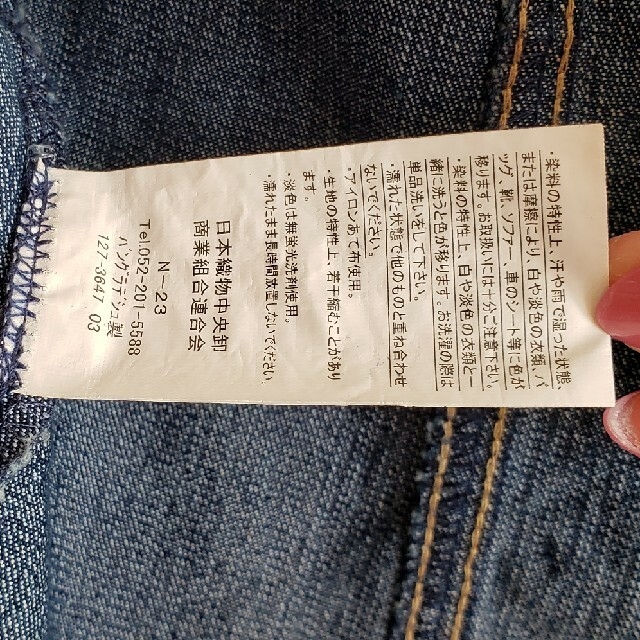 ・染料の特性上、汗や雨で湿った状態、
または摩擦により、白や淡色の衣類、バ
ッグ、靴、ソファー、車のシート等に色が
移ります。お取扱いには十分ご注意下さい。
・染料の特性上、白や淡色の衣類と一
緒に洗うと色が移ります。お洗濯の際は
単品洗いをして下さい。
・濡れた状態で他のものと重ね合わせ
ないでください。
・アイロンあて布使用。
・生地の特性上、若干縮むことがあり
ます。
・淡色は無蛍光洗剤使用。
・濡れたまま長時間放置しないでください
日本織物中央卸
商業組合連合会
N-23
Tel.052-201-5588
バングラデシュ製
127-3647 03